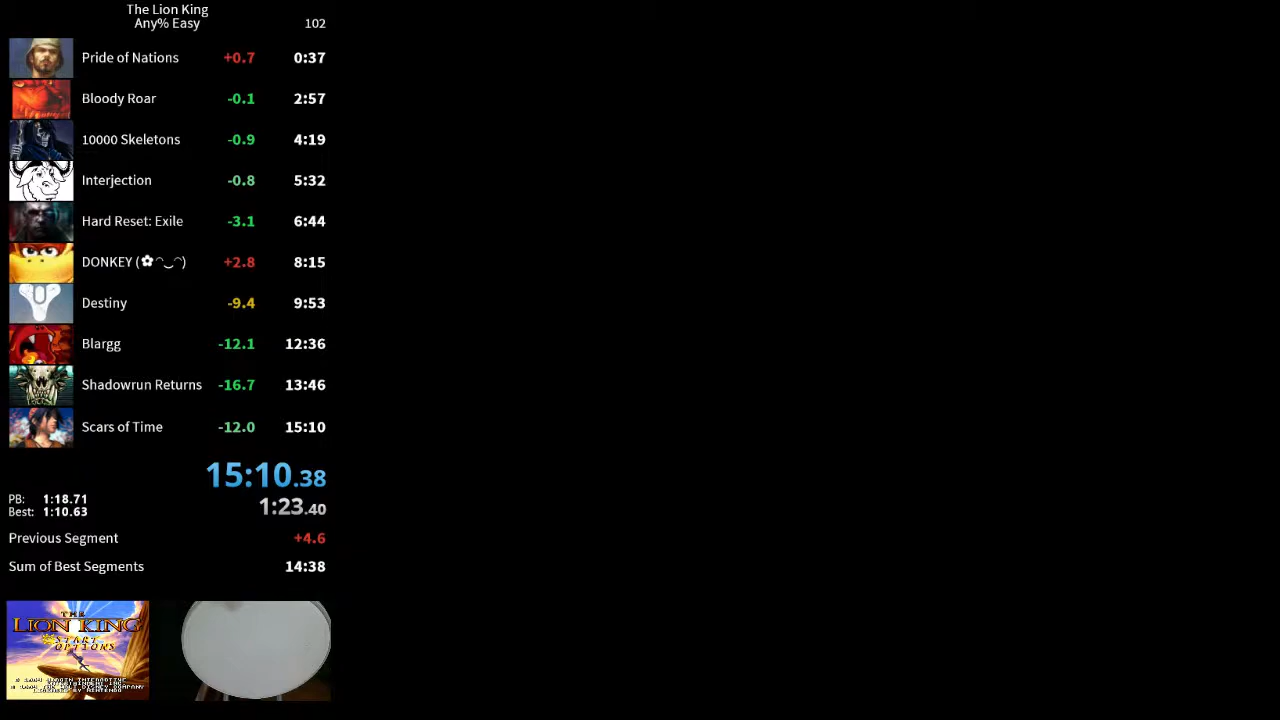 The Lion King
Any% Easy 102
Pride of Nations +0.7 0:37
Bloody Roar -0.1 2:57
10000 Skeletons -0.9 4:19
Interjection -0.8 5:32
Hard Reset: Exile -3.1 6:44
DONKEY (✿◠‿◠) +2.8 8:15
Destiny -9.4 9:53
Blargg -12.1 12:36
Shadowrun Returns -16.7 13:46
Scars of Time -12.0 15:10
15:10.38
PB: 1:18.71
Best: 1:10.63
1:23.40
Previous Segment +4.6
Sum of Best Segments 14:38
THE
LION KING
START
OPTIONS